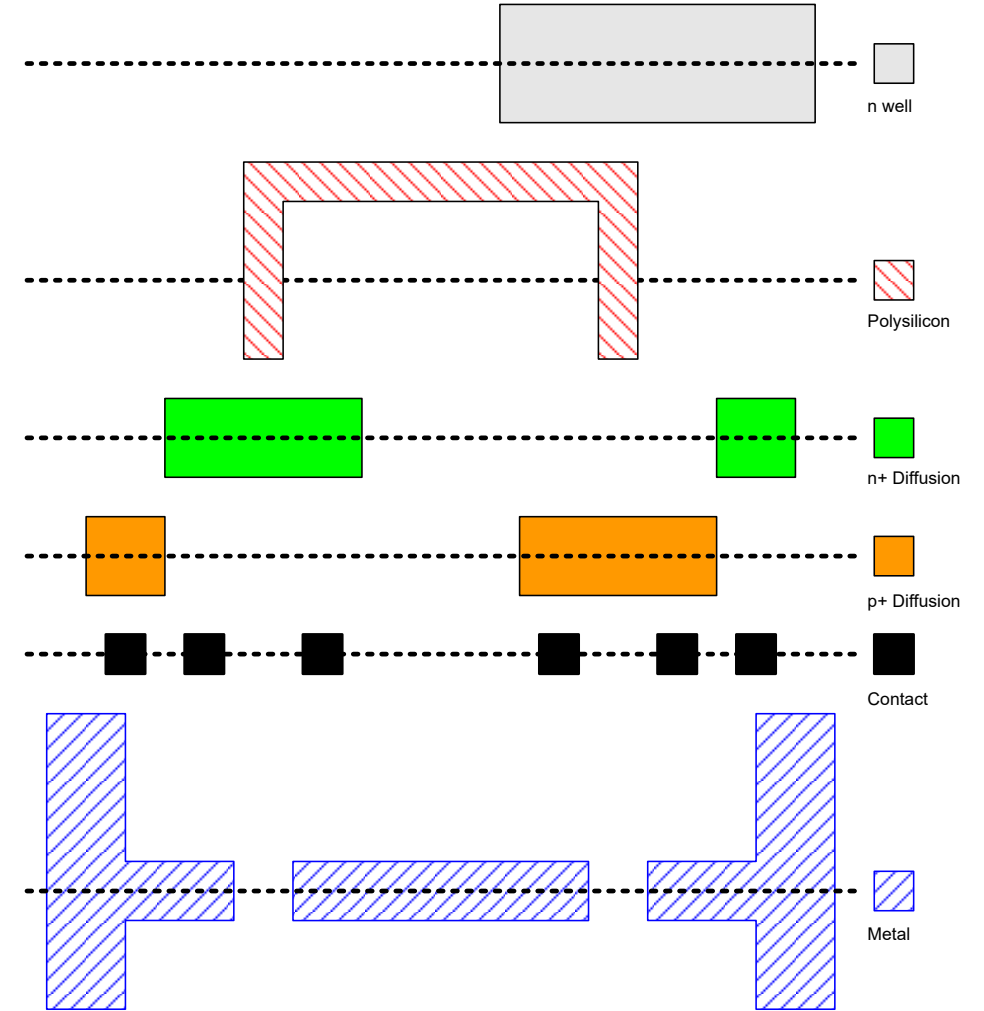 n well
Polysilicon
n+ Diffusion
p+ Diffusion
Contact
Metal